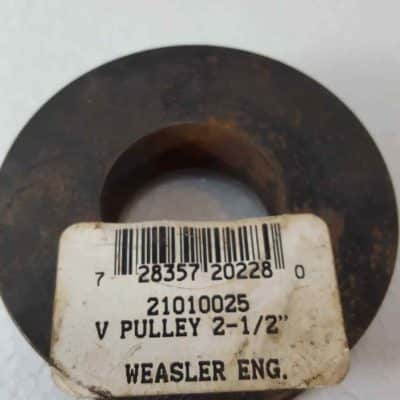 7 28357 20228 0
21010025
V PULLEY 2-1/2"
WEASLER ENG.